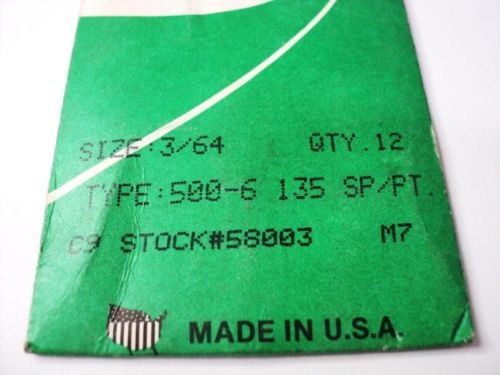 SIZE:3/64 QTY.12
TYPE:500-6 135 SP/PT.
C9 STOCK#58003 M7
MADE IN U.S.A.